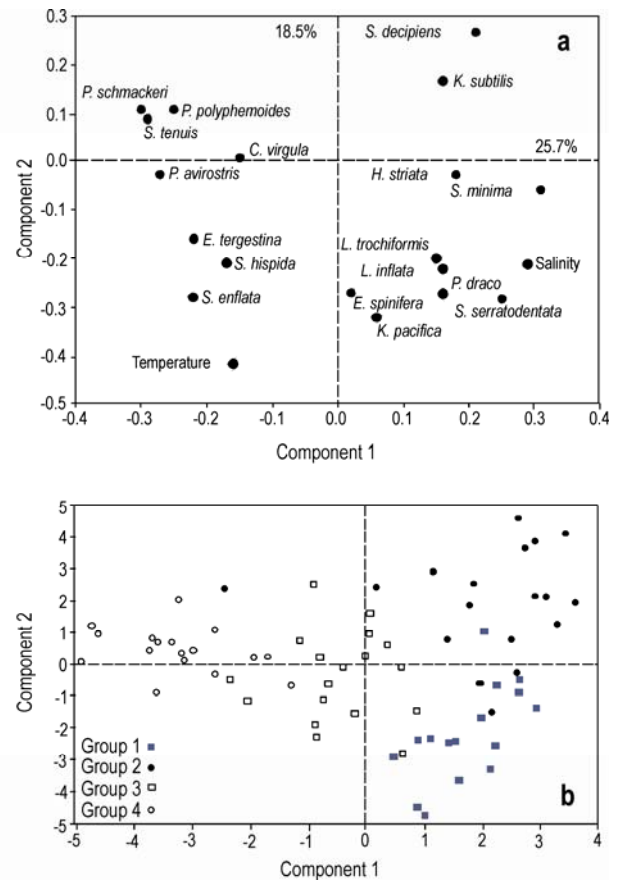 0.3
18.5%
S. decipiens
a
0.2
K. subtilis
P. schmackeri
0.1
P. polyphemoides
S. tenuis
C. virgula
25.7%
0.0
P. avirostris
H. striata
S. minima
-0.1
E. tergestina
L. trochiformis
-0.2
S. hispida
L. inflata
Salinity
P. draco
S. enflata
E. spinifera
S. serratodentata
-0.3
K. pacifica
Temperature
-0.4
-0.5
-0.4 -0.3 -0.2 -0.1 0.0 0.1 0.2 0.3 0.4
Component 2
Component 1
5
4
3
2
1
0
-1
-2
-3
-4
-5
Component 2
Group 1
Group 2
Group 3
Group 4
b
-5 -4 -3 -2 -1 0 1 2 3 4
Component 1